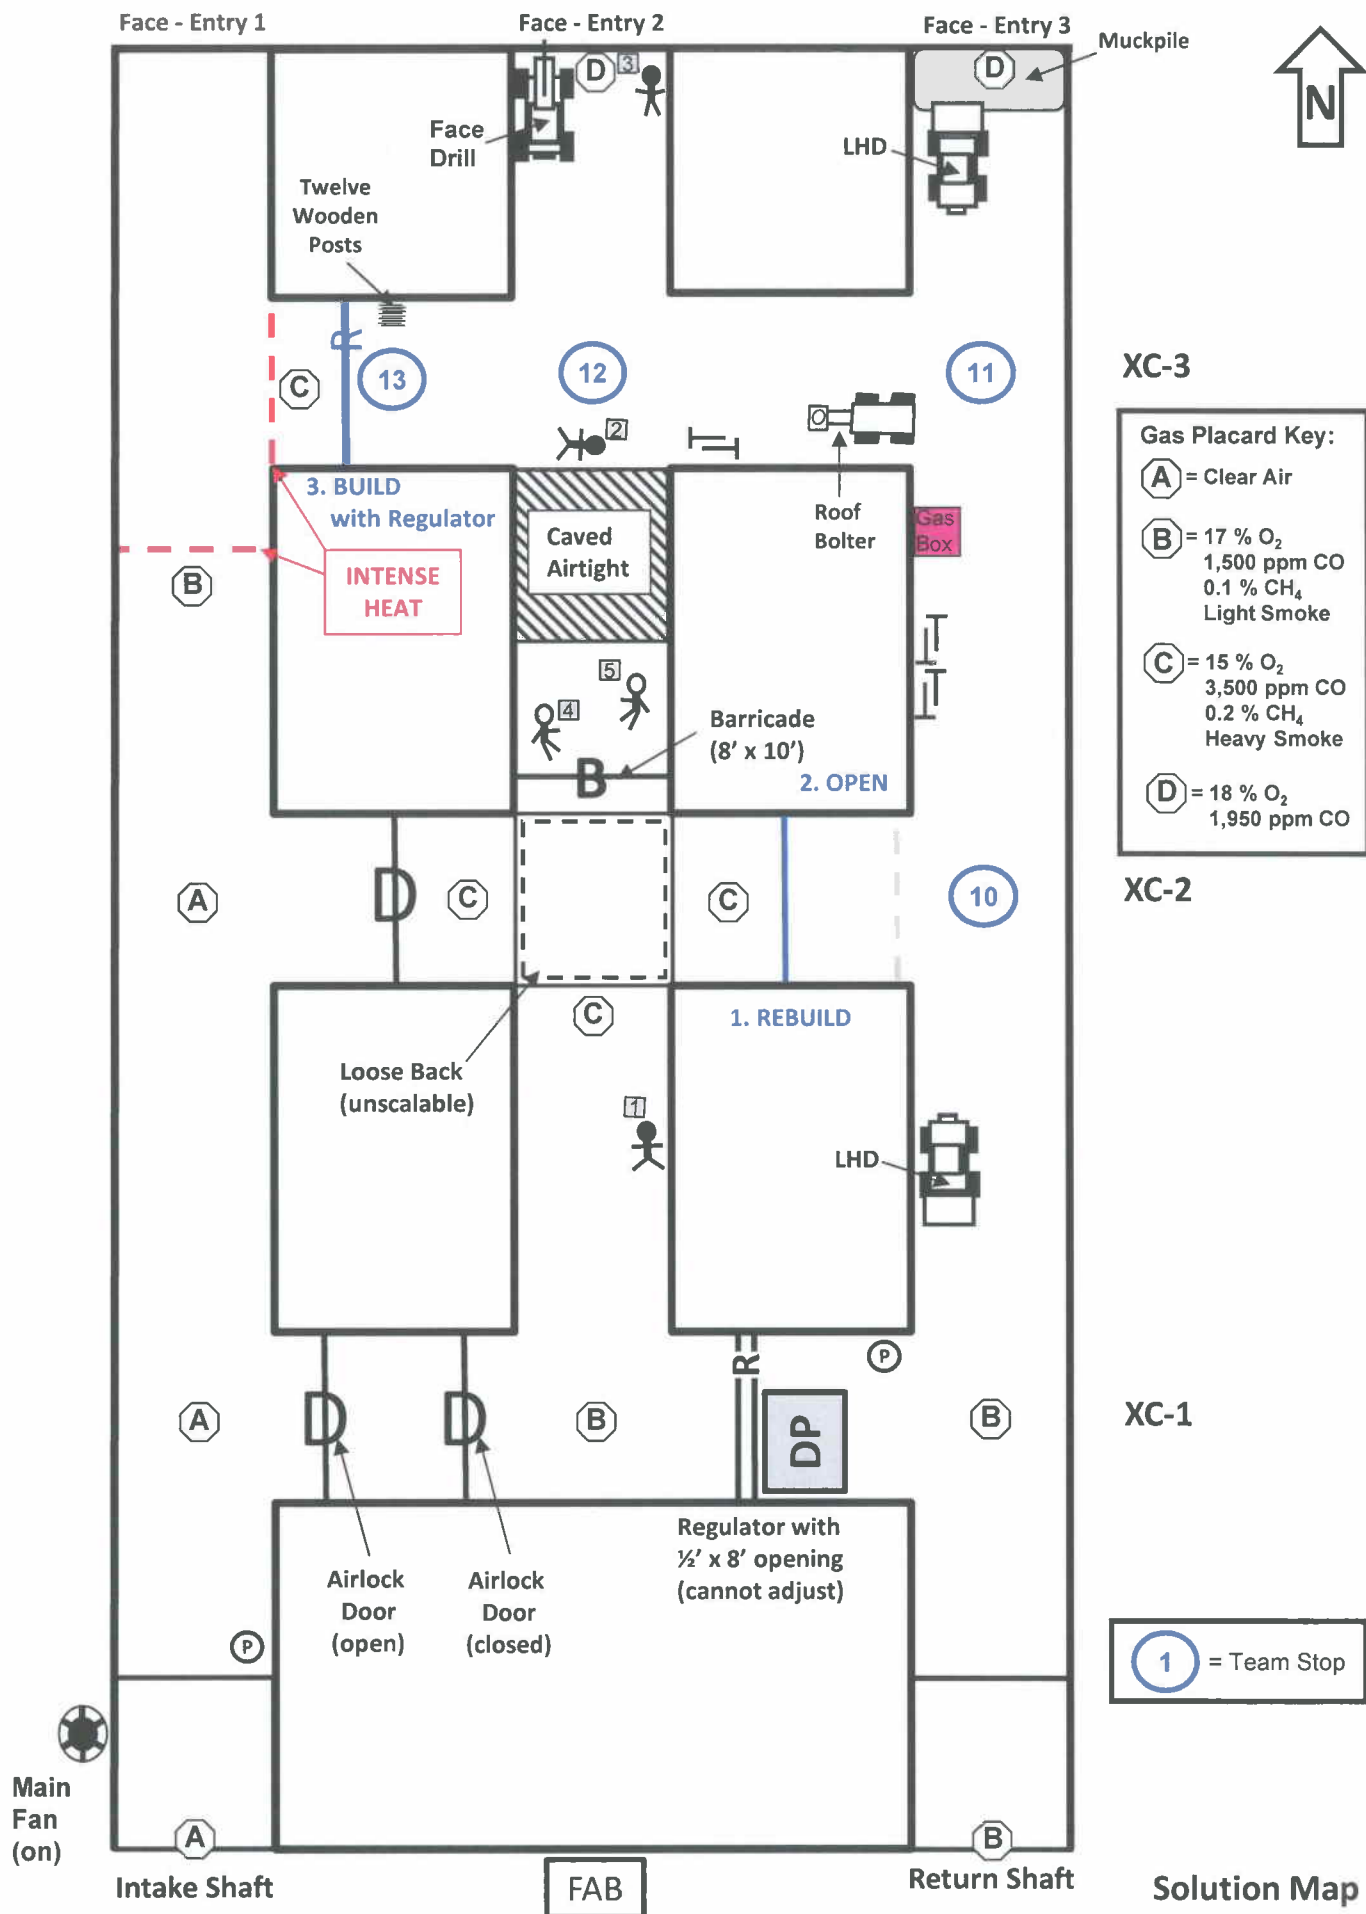 Face - Entry 1
Face - Entry 2
Face - Entry 3
Muckpile
D
3
D
N
Face
Drill
LHD
Twelve
Wooden
Posts
R
13
12
11
XC-3
C
2
O
Gas Placard Key:
A = Clear Air
B = 17 % O₂
1,500 ppm CO
0.1 % CH₄
Light Smoke
C = 15 % O₂
3,500 ppm CO
0.2 % CH₄
Heavy Smoke
D = 18 % O₂
1,950 ppm CO
3. BUILD
with Regulator
Roof
Bolter
Gas
Box
Caved
Airtight
INTENSE
HEAT
B
5
4
Barricade
(8' x 10')
B
2. OPEN
A
D
C
C
10
XC-2
C
1. REBUILD
Loose Back
(unscalable)
1
LHD
P
R
A
D
D
B
DP
B
XC-1
Regulator with
½' x 8' opening
(cannot adjust)
Airlock
Door
(open)
Airlock
Door
(closed)
P
1 = Team Stop
Main
Fan
(on)
A
B
Intake Shaft
FAB
Return Shaft
Solution Map